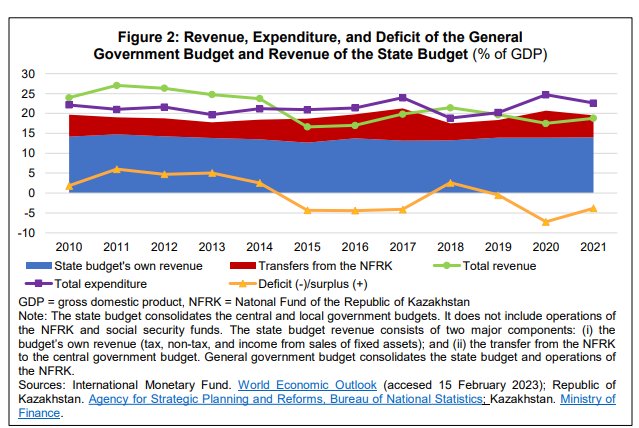 Figure 2: Revenue, Expenditure, and Deficit of the General
Government Budget and Revenue of the State Budget (% of GDP)
30
25
20
15
10
5
0
-5
-10
2010 2011 2012 2013 2014 2015 2016 2017 2018 2019 2020 2021
State budget's own revenue Transfers from the NFRK Total revenue
Total expenditure Deficit (-)/surplus (+)
GDP = gross domestic product, NFRK = Natonal Fund of the Republic of Kazakhstan
Note: The state budget consolidates the central and local government budgets. It does not include operations of
the NFRK and social security funds. The state budget revenue consists of two major components: (i) the
budget's own revenue (tax, non-tax, and income from sales of fixed assets); and (ii) the transfer from the NFRK
to the central government budget. General government budget consolidates the state budget and operations of
the NFRK.
Sources: International Monetary Fund. World Economic Outlook (accesed 15 February 2023); Republic of
Kazakhstan. Agency for Strategic Planning and Reforms, Bureau of National Statistics; Kazakhstan. Ministry of
Finance.